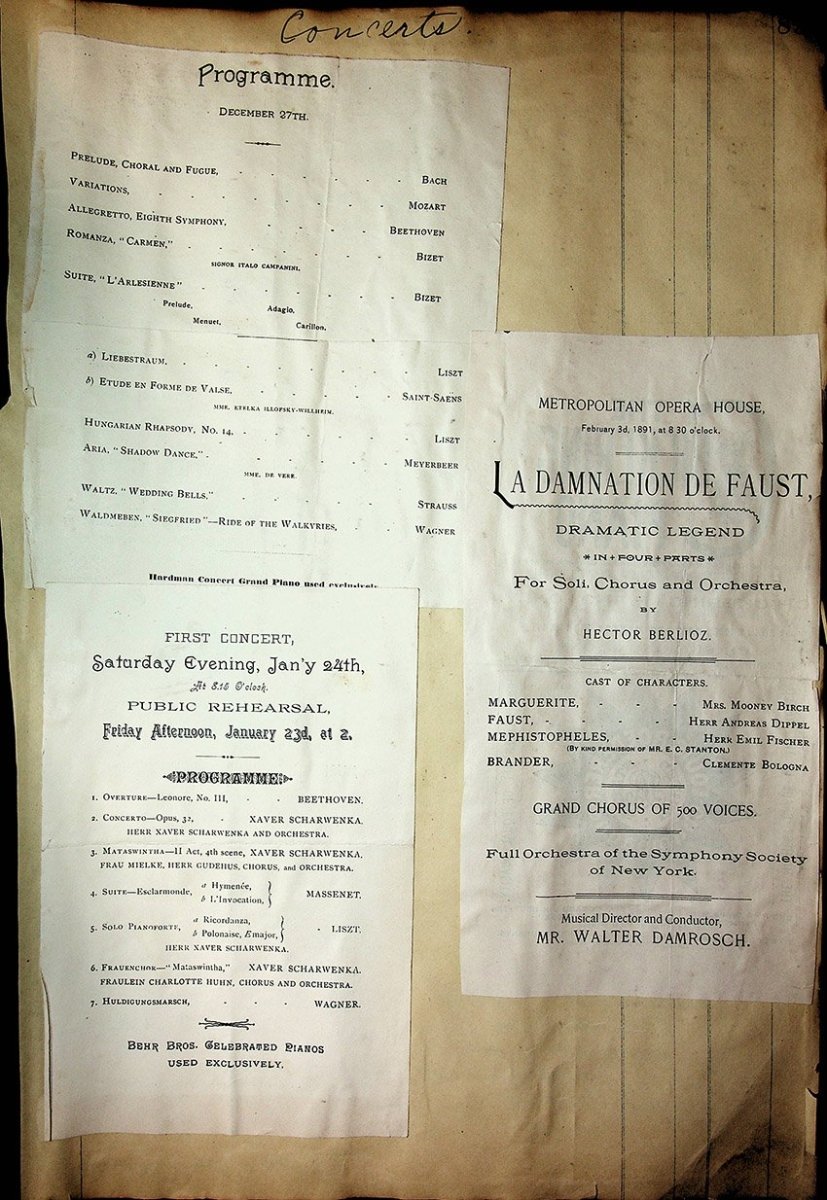 Concerts.
Programme.
DECEMBER 27TH.
PRELUDE, CHORAL AND FUGUE, . . . . . . BACH
VARIATIONS, . . . . . . . . MOZART
ALLEGRETTO, EIGHTH SYMPHONY, . . . . . BEETHOVEN
ROMANZA, "CARMEN," . . . . . . . BIZET
SIGNOR ITALO CAMPANINI.
SUITE, "L'ARLESIENNE" . . . . . . . BIZET
Prelude, Adagio,
Menuet, Carillon.
a) LIEBESTRAUM, . . . . . . . . LISZT
b) ETUDE EN FORME DE VALSE, . . . . . . SAINT-SAENS
MME. ETELKA ILLOFSKY-WILLHEIM.
HUNGARIAN RHAPSODY, NO. 14, . . . . . . LISZT
ARIA, "SHADOW DANCE," . . . . . . . MEYERBEER
MME. DE VERE.
WALTZ, "WEDDING BELLS," . . . . . . STRAUSS
WALDMEBEN, "SIEGFRIED"—RIDE OF THE WALKYRIES, . . . WAGNER
Hardman Concert Grand Piano used exclusively
FIRST CONCERT,
Saturday Evening, Jan'y 24th,
At 8.15 O'clock.
PUBLIC REHEARSAL,
Friday Afternoon, January 23d, at 2.
PROGRAMME
1. OVERTURE—Leonore, No. III, . . BEETHOVEN.
2. CONCERTO—Opus, 32, . XAVER SCHARWENKA.
HERR XAVER SCHARWENKA AND ORCHESTRA.
3. MATASWINTHA—II Act, 4th scene, XAVER SCHARWENKA.
FRAU MIELKE, HERR GUDEHUS, CHORUS, and ORCHESTRA.
4. SUITE—Esclarmonde, a Hymenée, b L'Invocation, MASSENET.
5. SOLO PIANOFORTE, a Ricordanza, b Polonaise, E major, . LISZT.
HERR XAVER SCHARWENKA.
6. FRAUENCHOR—"Mataswintha," XAVER SCHARWENKA.
FRAULEIN CHARLOTTE HUHN, CHORUS AND ORCHESTRA.
7. HULDIGUNGSMARSCH, . . . WAGNER.
BEHR BROS. CELEBRATED PIANOS
USED EXCLUSIVELY.
METROPOLITAN OPERA HOUSE,
February 3d, 1891, at 8 30 o'clock.
LA DAMNATION DE FAUST,
DRAMATIC LEGEND
*IN+FOUR+PARTS*
For Soli, Chorus and Orchestra,
BY
HECTOR BERLIOZ.
CAST OF CHARACTERS.
MARGUERITE, - - - MRS. MOONEY BIRCH
FAUST, - - - - HERR ANDREAS DIPPEL
MEPHISTOPHELES, - - HERR EMIL FISCHER
(BY KIND PERMISSION OF MR. E. C. STANTON.)
BRANDER, - - - CLEMENTE BOLOGNA
GRAND CHORUS OF 500 VOICES.
Full Orchestra of the Symphony Society
of New York.
Musical Director and Conductor,
MR. WALTER DAMROSCH.